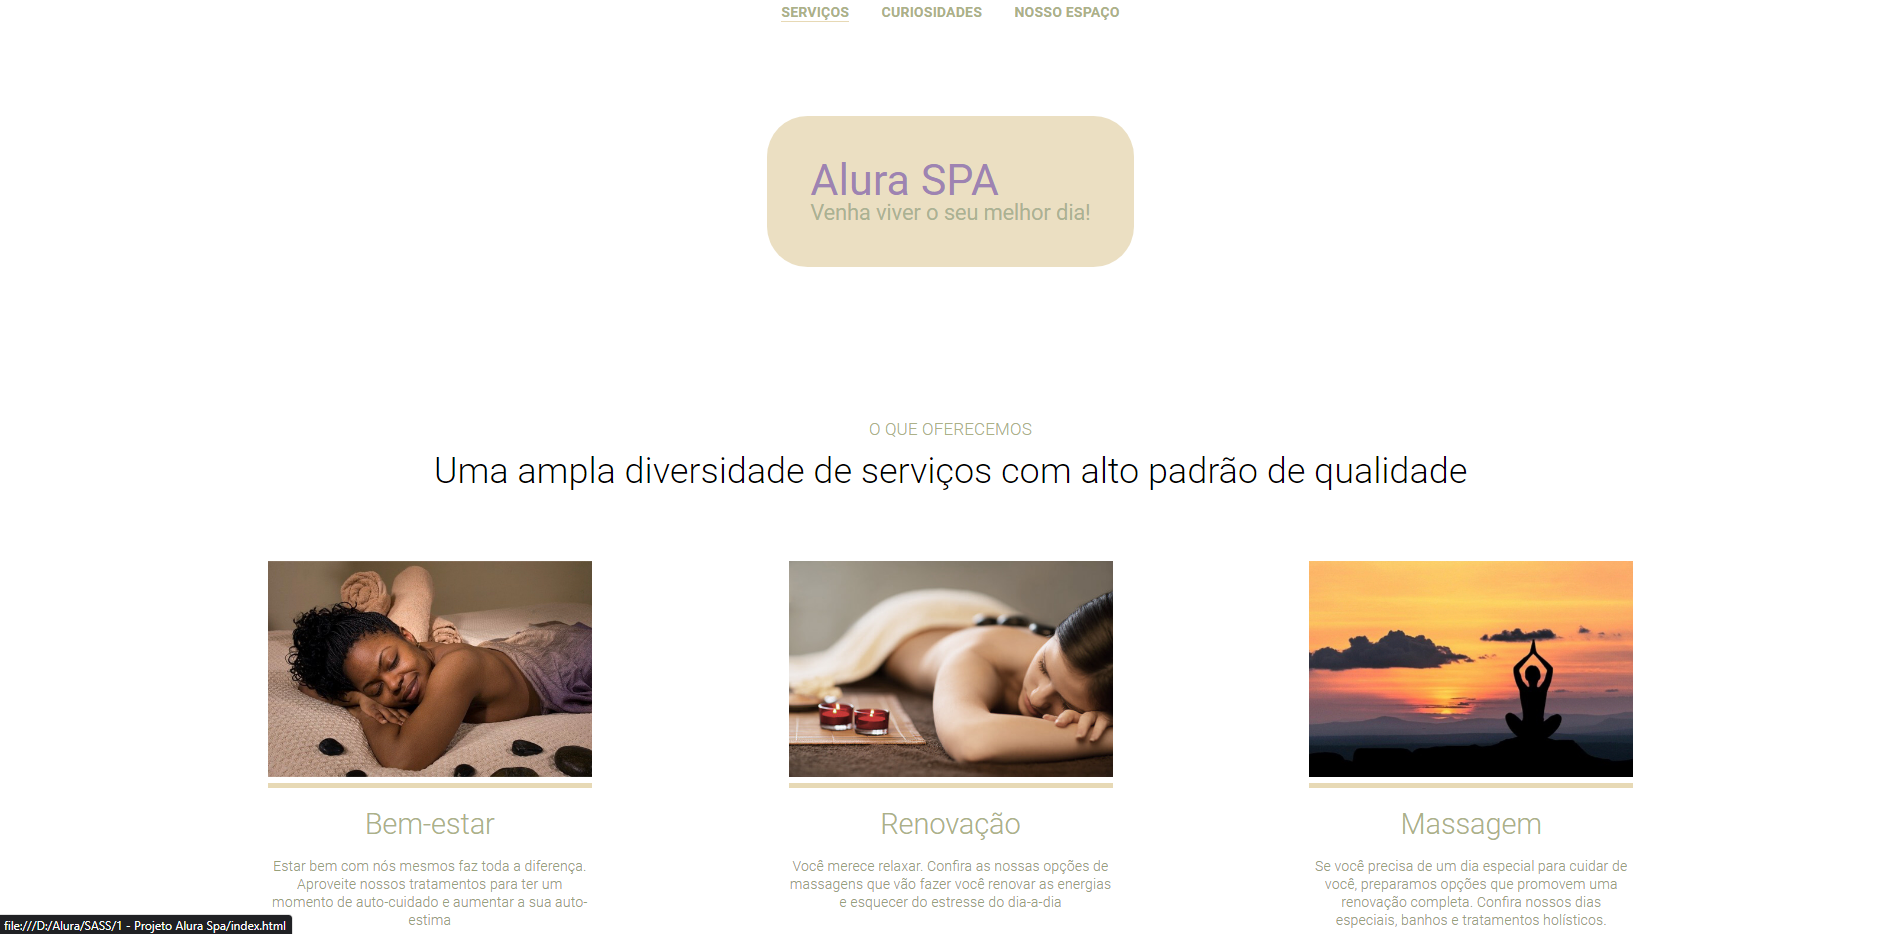 SERVIÇOS CURIOSIDADES NOSSO ESPAÇO
Alura SPA
Venha viver o seu melhor dia!
O QUE OFERECEMOS
Uma ampla diversidade de serviços com alto padrão de qualidade
Bem-estar
Estar bem com nós mesmos faz toda a diferença.
Aproveite nossos tratamentos para ter um
momento de auto-cuidado e aumentar a sua auto-
estima
Renovação
Você merece relaxar. Confira as nossas opções de
massagens que vão fazer você renovar as energias
e esquecer do estresse do dia-a-dia
Massagem
Se você precisa de um dia especial para cuidar de
você, preparamos opções que promovem uma
renovação completa. Confira nossos dias
especiais, banhos e tratamentos holísticos.
file:///D:/Alura/SASS/1 - Projeto Alura Spa/index.html